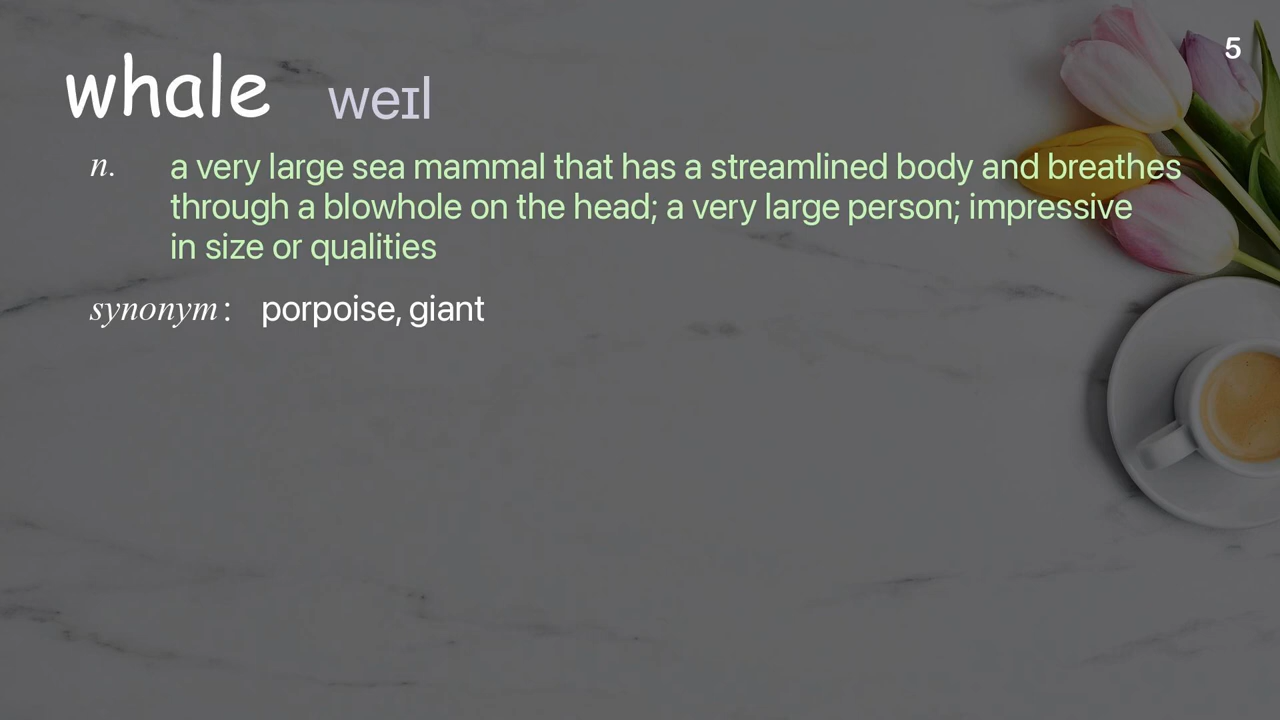 5
whale weɪl
n. a very large sea mammal that has a streamlined body and breathes
through a blowhole on the head; a very large person; impressive
in size or qualities
synonym: porpoise, giant